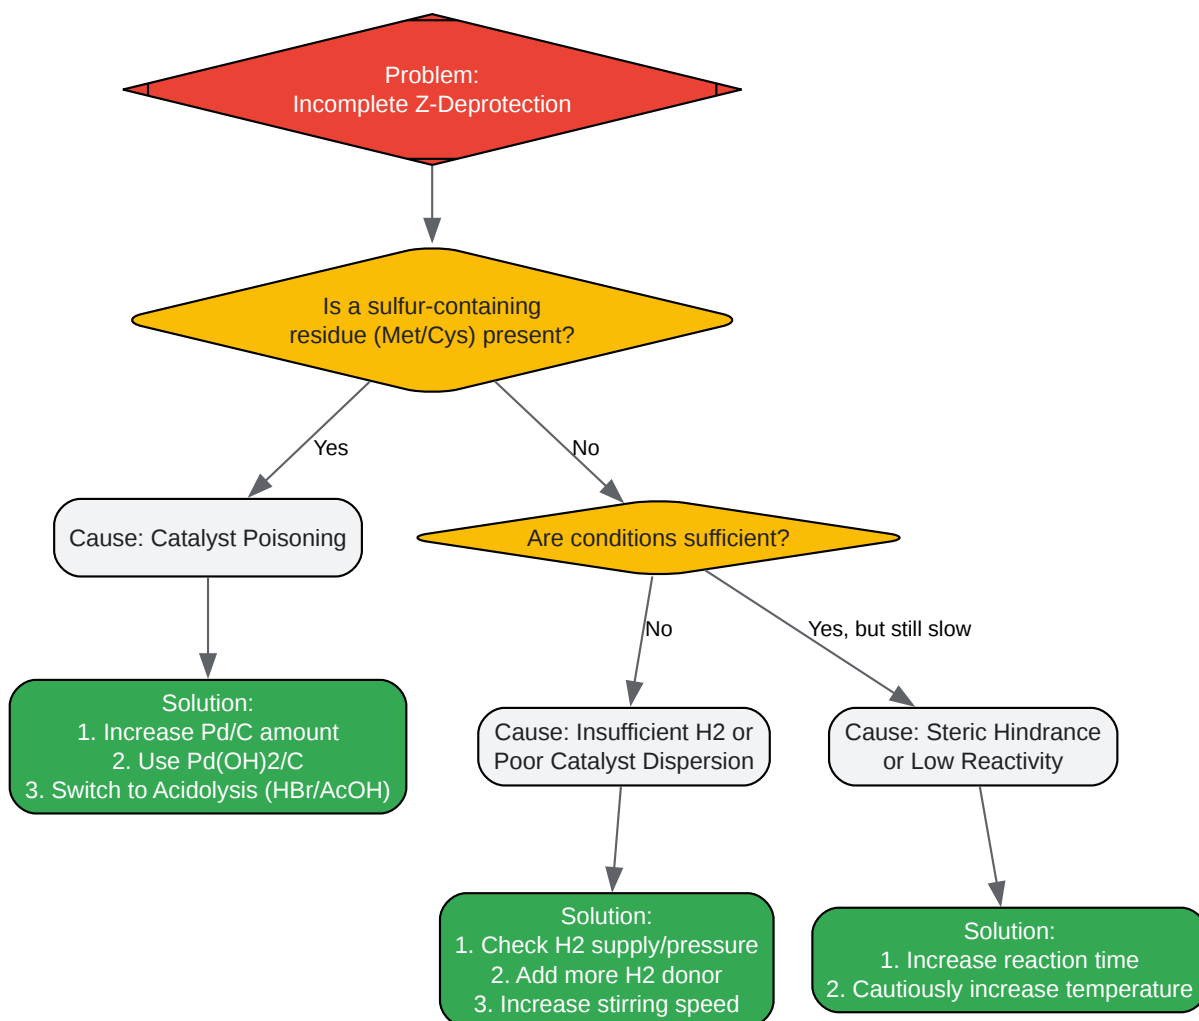 Problem:
Incomplete Z-Deprotection
Is a sulfur-containing
residue (Met/Cys) present?
Yes
No
Cause: Catalyst Poisoning
Are conditions sufficient?
No
Yes, but still slow
Solution:
1. Increase Pd/C amount
2. Use Pd(OH)2/C
3. Switch to Acidolysis (HBr/AcOH)
Cause: Insufficient H2 or
Poor Catalyst Dispersion
Cause: Steric Hindrance
or Low Reactivity
Solution:
1. Check H2 supply/pressure
2. Add more H2 donor
3. Increase stirring speed
Solution:
1. Increase reaction time
2. Cautiously increase temperature